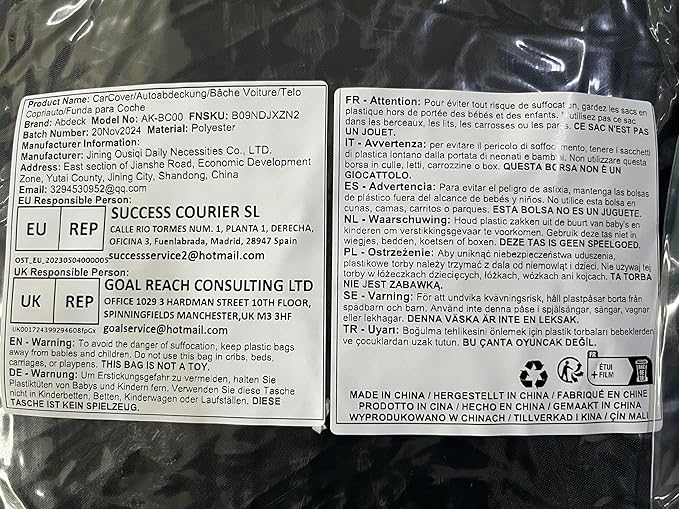 Product Name: CarCover/Autoabdeckung/Bâche Voiture/Telo
Copriauto/Funda para Coche
Brand: Abdeck Model No: AK-BC00 FNSKU: B09NDJXZN2
Batch Number: 20Nov2024 Material: Polyester
Manufacturer Information:
Manufacturer: Jining Ousiqi Daily Necessities Co., LTD.
Address: East section of Jianshe Road, Economic Development
Zone, Yutai County, Jining City, Shandong, China
Email: 3294530952@qq.com
EU Responsible Person:
EU REP
SUCCESS COURIER SL
CALLE RIO TORMES NUM. 1, PLANTA 1, DERECHA,
OFICINA 3, Fuenlabrada, Madrid, 28947 Spain
successservice2@hotmail.com
OST_EU_20230504000005
UK Responsible Person:
UK REP
GOAL REACH CONSULTING LTD
OFFICE 1029 3 HARDMAN STREET 10TH FLOOR,
SPINNINGFIELDS MANCHESTER,UK M3 3HF
goalservice@hotmail.com
UK001724399294608fpGx
EN - Warning: To avoid the danger of suffocation, keep plastic bags
away from babies and children. Do not use this bag in cribs, beds,
carriages, or playpens. THIS BAG IS NOT A TOY.
DE - Warnung: Um Erstickungsgefahr zu vermeiden, halten Sie
Plastiktüten von Babys und Kindern fern. Verwenden Sie diese Tasche
nicht in Kinderbetten, Betten, Kinderwagen oder Laufställen. DIESE
TASCHE IST KEIN SPIELZEUG.
FR - Attention: Pour éviter tout risque de suffocation, gardez les sacs en
plastique hors de portée des bébés et des enfants. N'utilisez pas ce sac
dans les berceaux, les lits, les carrosses ou les parcs. CE SAC N'EST PAS
UN JOUET.
IT - Avvertenza: per evitare il pericolo di soffocamento, tenere i sacchetti
di plastica lontano dalla portata di neonati e bambini. Non utilizzare questa
borsa in culle, letti, carrozzine o box. QUESTA BORSA NON È UN
GIOCATTOLO.
ES - Advertencia: Para evitar el peligro de asfixia, mantenga las bolsas
de plástico fuera del alcance de bebés y niños. No utilice esta bolsa en
cunas, camas, carritos o parques. ESTA BOLSA NO ES UN JUGUETE.
NL - Waarschuwing: Houd plastic zakken uit de buurt van baby's en
kinderen om verstikkingsgevaar te voorkomen. Gebruik deze tas niet in
wiegjes, bedden, koetsen of boxen. DEZE TAS IS GEEN SPEELGOED.
PL - Ostrzeżenie: Aby uniknąć niebezpieczeństwa uduszenia,
plastikowe torby należy trzymać z dala od niemowląt i dzieci. Nie używaj tej
torby w łóżeczkach dziecięcych, łóżkach, wózkach ani kojcach. TA TORBA
NIE JEST ZABAWKĄ.
SE - Varning: För att undvika kvävningsrisk, håll plastpåsar borta från
spädbarn och barn. Använd inte denna påse i spjälsängar, sängar, vagnar
eller lekhagar. DENNA VÄSKA ÄR INTE EN LEKSAK.
TR - Uyarı: Boğulma tehlikesini önlemek için plastik torbaları bebeklerden
ve çocuklardan uzak tutun. BU ÇANTA OYUNCAK DEĞİL.
FR
ÉTUI
+ FILM
MADE IN CHINA / HERGESTELLT IN CHINA / FABRIQUÉ EN CHINE
PRODOTTO IN CINA / HECHO EN CHINA / GEMAAKT IN CHINA
WYPRODUKOWANO W CHINACH / TILLVERKAD I KINA / ÇİN MALI